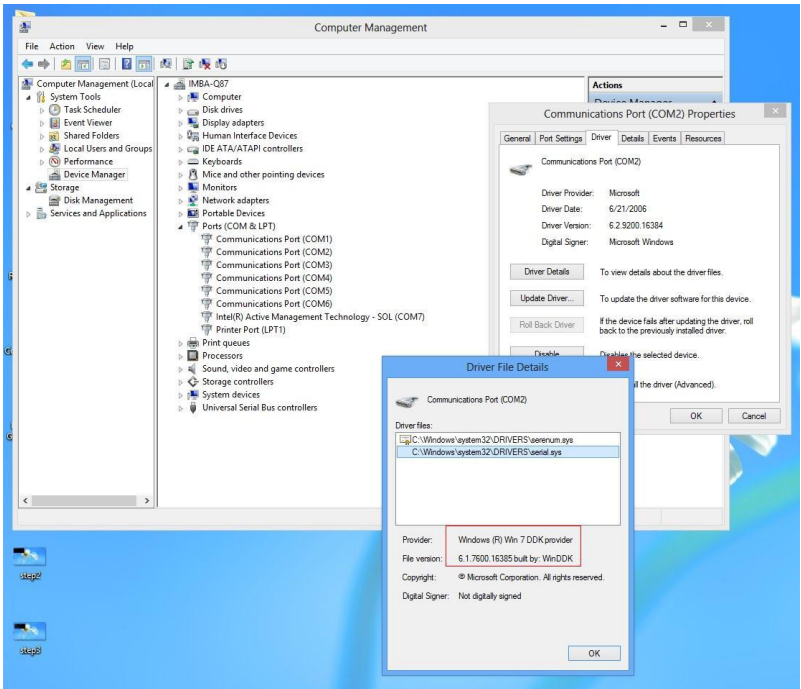 Computer Management
File Action View Help
Computer Management (Local
System Tools
Task Scheduler
Event Viewer
Shared Folders
Local Users and Groups
Performance
Device Manager
Storage
Disk Management
Services and Applications
IMBA-Q87
Computer
Disk drives
Display adapters
Human Interface Devices
IDE ATA/ATAPI controllers
Keyboards
Mice and other pointing devices
Monitors
Network adapters
Portable Devices
Ports (COM & LPT)
Communications Port (COM1)
Communications Port (COM2)
Communications Port (COM3)
Communications Port (COM4)
Communications Port (COM5)
Communications Port (COM6)
Intel(R) Active Management Technology - SOL (COM7)
Printer Port (LPT1)
Print queues
Processors
Sound, video and game controllers
Storage controllers
System devices
Universal Serial Bus controllers
Actions
Device Manager
Communications Port (COM2) Properties
General Port Settings Driver Details Events Resources
Communications Port (COM2)
Driver Provider: Microsoft
Driver Date: 6/21/2006
Driver Version: 6.2.9200.16384
Digital Signer: Microsoft Windows
Driver Details To view details about the driver files.
Update Driver... To update the driver software for this device.
Roll Back Driver If the device fails after updating the driver, roll
back to the previously installed driver.
Disable Disables the selected device.
the driver (Advanced).
OK Cancel
Driver File Details
Communications Port (COM2)
Driver files:
C:\Windows\system32\DRIVERS\serenum.sys
C:\Windows\system32\DRIVERS\serial.sys
Provider: Windows (R) Win 7 DDK provider
File version: 6.1.7600.16385 built by: WinDDK
Copyright: © Microsoft Corporation. All rights reserved.
Digital Signer: Not digitally signed
OK
step2
step3